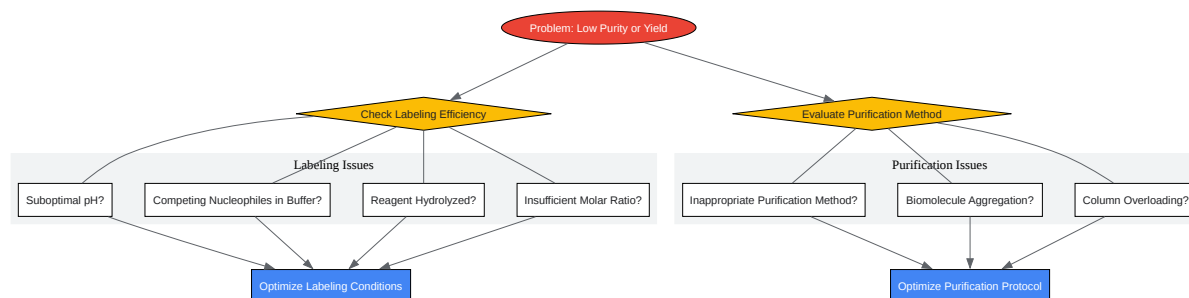 Problem: Low Purity or Yield
Check Labeling Efficiency
Evaluate Purification Method
Labeling Issues
Purification Issues
Suboptimal pH?
Competing Nucleophiles in Buffer?
Reagent Hydrolyzed?
Insufficient Molar Ratio?
Inappropriate Purification Method?
Biomolecule Aggregation?
Column Overloading?
Optimize Labeling Conditions
Optimize Purification Protocol